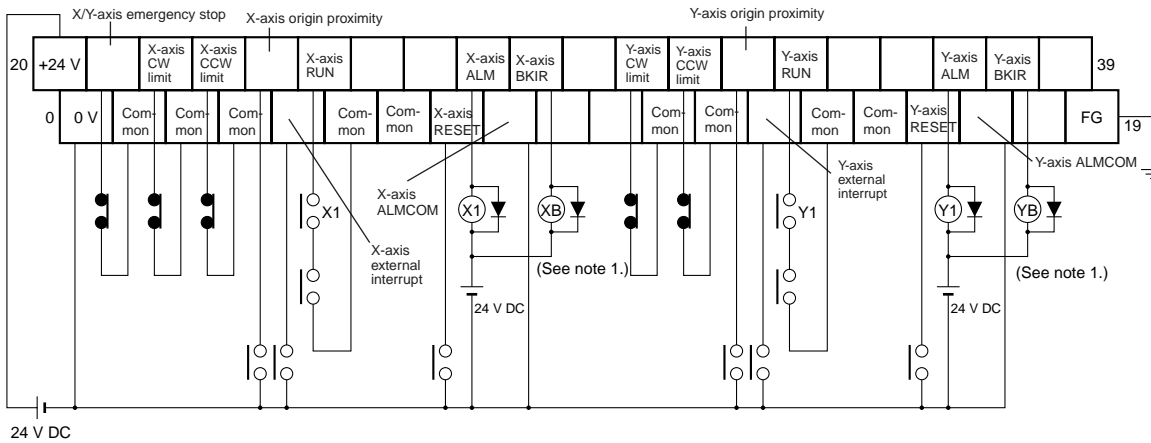 X/Y-axis emergency stop
X-axis origin proximity
Y-axis origin proximity
20
+24 V
X-axis
CW
limit
X-axis
CCW
limit
X-axis
RUN
X-axis
ALM
X-axis
BKIR
Y-axis
CW
limit
Y-axis
CCW
limit
Y-axis
RUN
Y-axis
ALM
Y-axis
BKIR
39
0
0 V
Com-
mon
Com-
mon
Com-
mon
Com-
mon
Com-
mon
X-axis
RESET
Com-
mon
Com-
mon
Com-
mon
Com-
mon
Y-axis
RESET
FG
19
X-axis
ALMCOM
Y-axis
external
interrupt
Y-axis ALMCOM
X1
X1
XB
Y1
Y1
YB
X-axis
external
interrupt
(See note 1.)
(See note 1.)
24 V DC
24 V DC
24 V DC